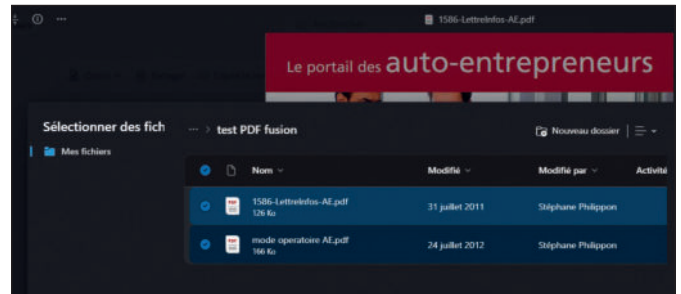 1586-LettreInfos-AE.pdf
Le portail des auto-entrepreneurs
Sélectionner des fich
··· > test PDF fusion
Nouveau dossier
Mes fichiers
Nom
Modifié
Modifié par
Activité
1586-LettreInfos-AE.pdf
31 juillet 2011
Stéphane Philippon
126 Ko
mode operatoire AE.pdf
24 juillet 2012
Stéphane Philippon
166 Ko